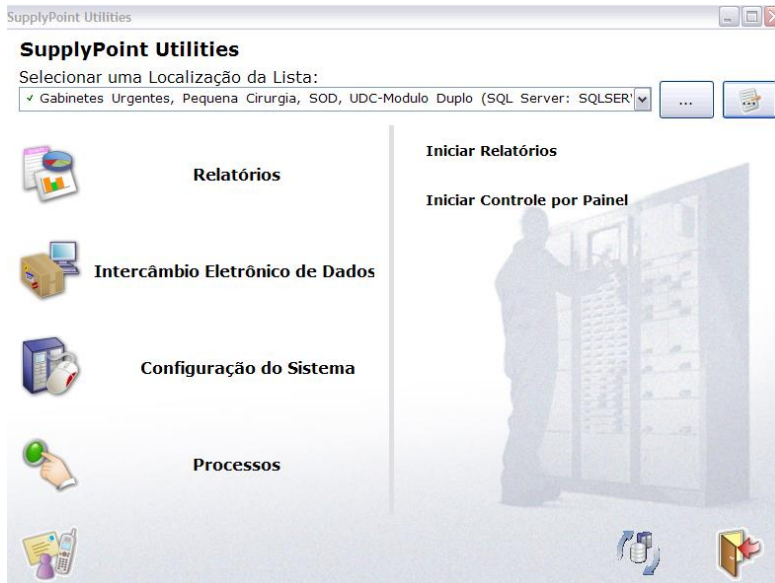 SupplyPoint Utilities
SupplyPoint Utilities
Selecionar uma Localização da Lista:
✓ Gabinetes Urgentes, Pequena Cirurgia, SOD, UDC-Modulo Duplo (SQL Server: SQLSER
...
Relatórios
Intercâmbio Eletrônico de Dados
Configuração do Sistema
Processos
Iniciar Relatórios
Iniciar Controle por Painel